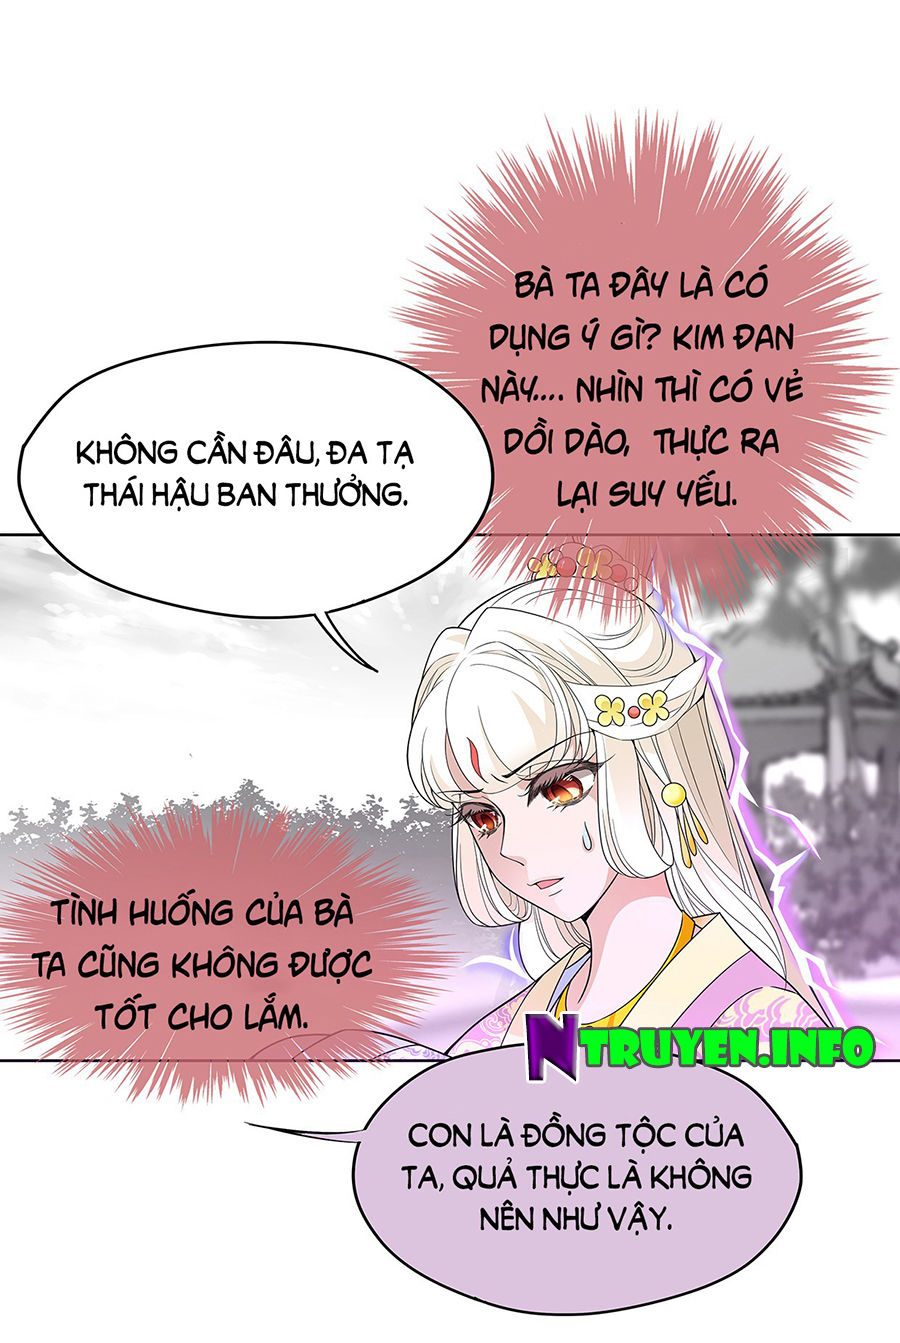 BÀ TA ĐÂY LÀ CÓ
DỤNG Ý GÌ? KIM ĐAN
NÀY.... NHÌN THÌ CÓ VẺ
DỒI DÀO, THỰC RA
LẠI SUY YẾU.
KHÔNG CẦN ĐÂU, ĐA TẠ
THÁI HẬU BAN THƯỞNG.
TÌNH HUỐNG CỦA BÀ
TA CŨNG KHÔNG ĐƯỢC
TỐT CHO LẮM.
NTRUYEN.INFO
CON LÀ ĐỒNG TỘC CỦA
TA, QUẢ THỰC LÀ KHÔNG
NÊN NHƯ VẬY.